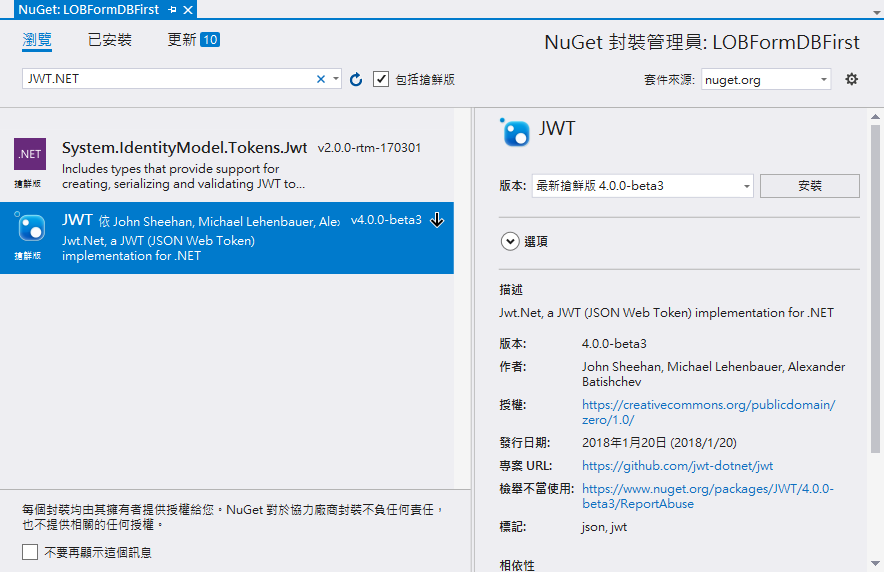 NuGet: LOBFormDBFirst
瀏覽 已安裝 更新 10
NuGet 封裝管理員: LOBFormDBFirst
JWT.NET
包括搶鮮版
套件來源: nuget.org
.NET
搶鮮版
System.IdentityModel.Tokens.Jwt v2.0.0-rtm-170301
Includes types that provide support for
creating, serializing and validating JWT to...
搶鮮版
JWT 依 John Sheehan, Michael Lehenbauer, Alex v4.0.0-beta3
Jwt.Net, a JWT (JSON Web Token)
implementation for .NET
每個封裝均由其擁有者提供授權給您。NuGet 對於協力廠商封裝不負任何責任，
也不提供相關的任何授權。
不要再顯示這個訊息
JWT
版本: 最新搶鮮版 4.0.0-beta3 安裝
選項
描述
Jwt.Net, a JWT (JSON Web Token) implementation for .NET
版本: 4.0.0-beta3
作者: John Sheehan, Michael Lehenbauer, Alexander
Batishchev
授權: https://creativecommons.org/publicdomain/
zero/1.0/
發行日期: 2018年1月20日 (2018/1/20)
專案 URL: https://github.com/jwt-dotnet/jwt
檢舉不當使用: https://www.nuget.org/packages/JWT/4.0.0-
beta3/ReportAbuse
標記: json, jwt
相依性